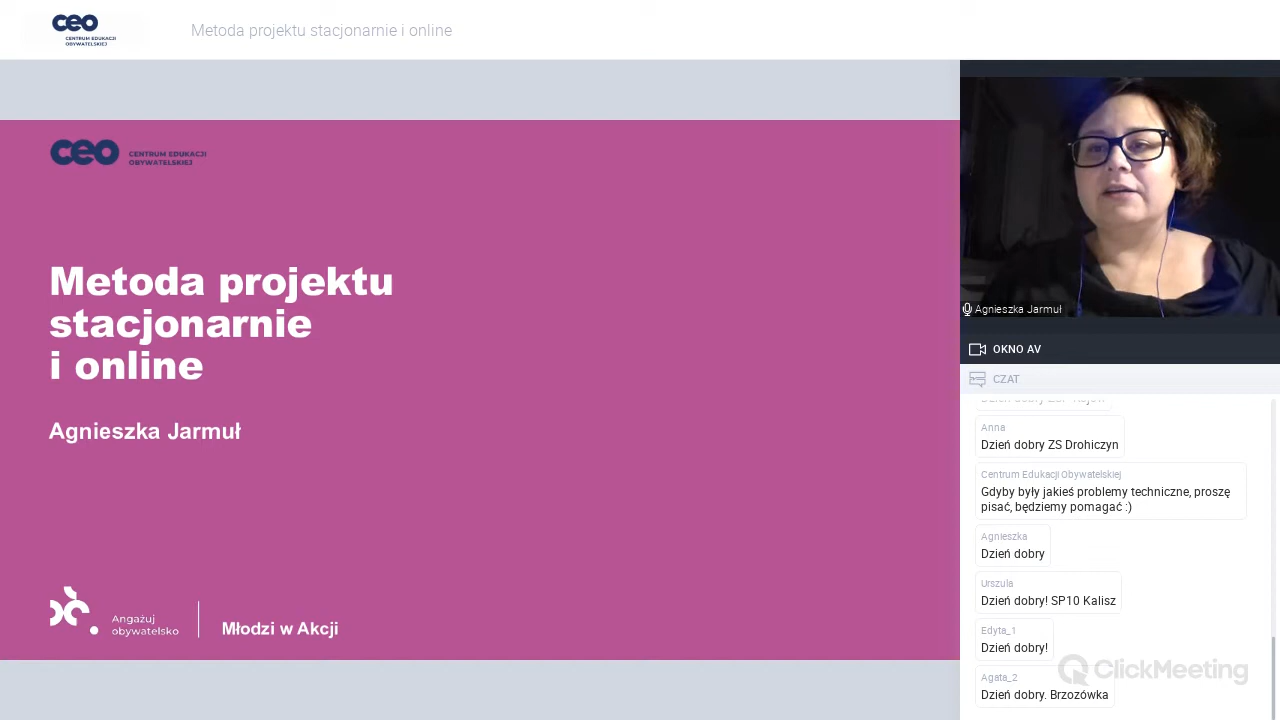 ceo
CENTRUM EDUKACJI
OBYWATELSKIEJ
Metoda projektu stacjonarnie i online
ceo
CENTRUM EDUKACJI
OBYWATELSKIEJ
Metoda projektu
stacjonarnie
i online
Agnieszka Jarmuł
Angażuj
obywatelsko
Młodzi w Akcji
Agnieszka Jarmuł
OKNO AV
CZAT
Anna
Dzień dobry ZS Drohiczyn
Centrum Edukacji Obywatelskiej
Gdyby były jakieś problemy techniczne, proszę
pisać, będziemy pomagać :)
Agnieszka
Dzień dobry
Urszula
Dzień dobry! SP10 Kalisz
Edyta_1
Dzień dobry!
Agata_2
Dzień dobry. Brzozówka
ClickMeeting